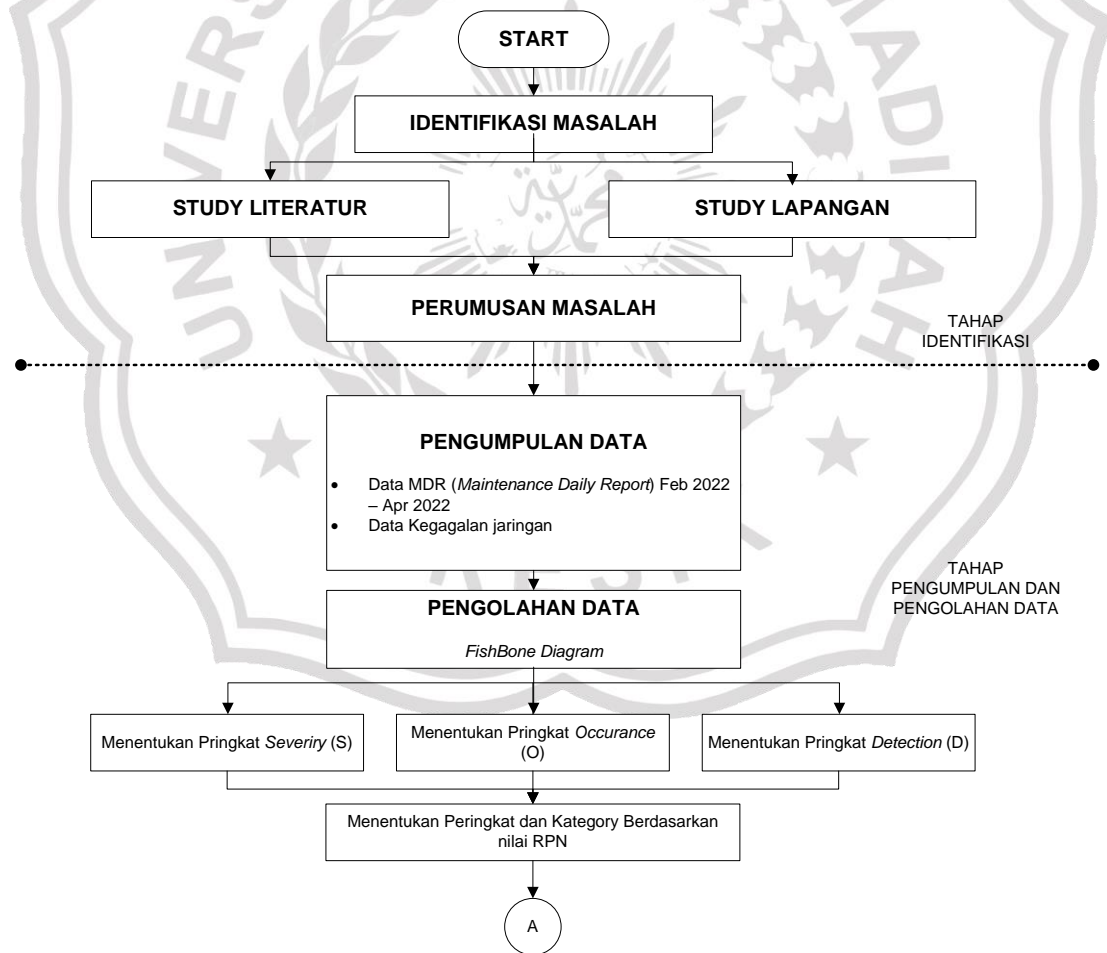 START
IDENTIFIKASI MASALAH
STUDY LITERATUR
STUDY LAPANGAN
PERUMUSAN MASALAH
TAHAP
IDENTIFIKASI
PENGUMPULAN DATA
• Data MDR (Maintenance Daily Report) Feb 2022
– Apr 2022
• Data Kegagalan jaringan
TAHAP
PENGUMPULAN DAN
PENGOLAHAN DATA
PENGOLAHAN DATA
FishBone Diagram
Menentukan Pringkat Severiry (S)
Menentukan Pringkat Occurance
(O)
Menentukan Pringkat Detection (D)
Menentukan Peringkat dan Kategory Berdasarkan
nilai RPN
A